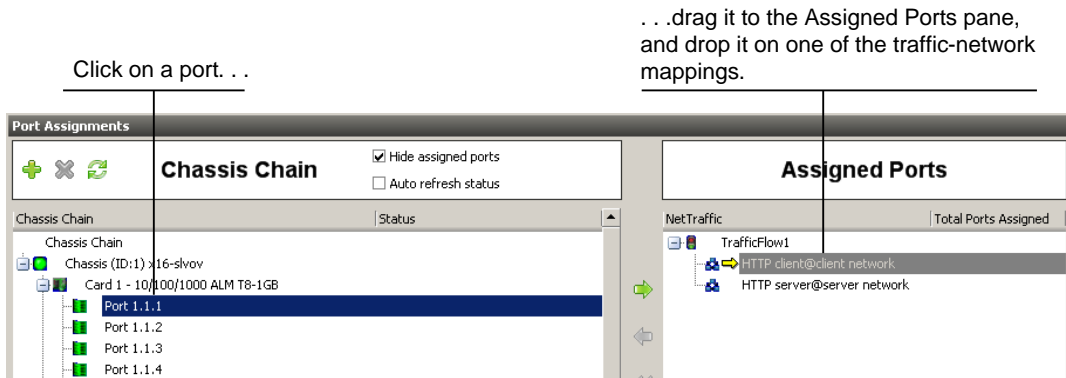 . . .drag it to the Assigned Ports pane,
and drop it on one of the traffic-network
mappings.
Click on a port. . .
Port Assignments
Chassis Chain
Hide assigned ports
Auto refresh status
Assigned Ports
Chassis Chain
Status
NetTraffic
Total Ports Assigned
Chassis Chain
TrafficFlow1
Chassis (ID:1) x16-slvov
HTTP client@client network
Card 1 - 10/100/1000 ALM T8-1GB
HTTP server@server network
Port 1.1.1
Port 1.1.2
Port 1.1.3
Port 1.1.4